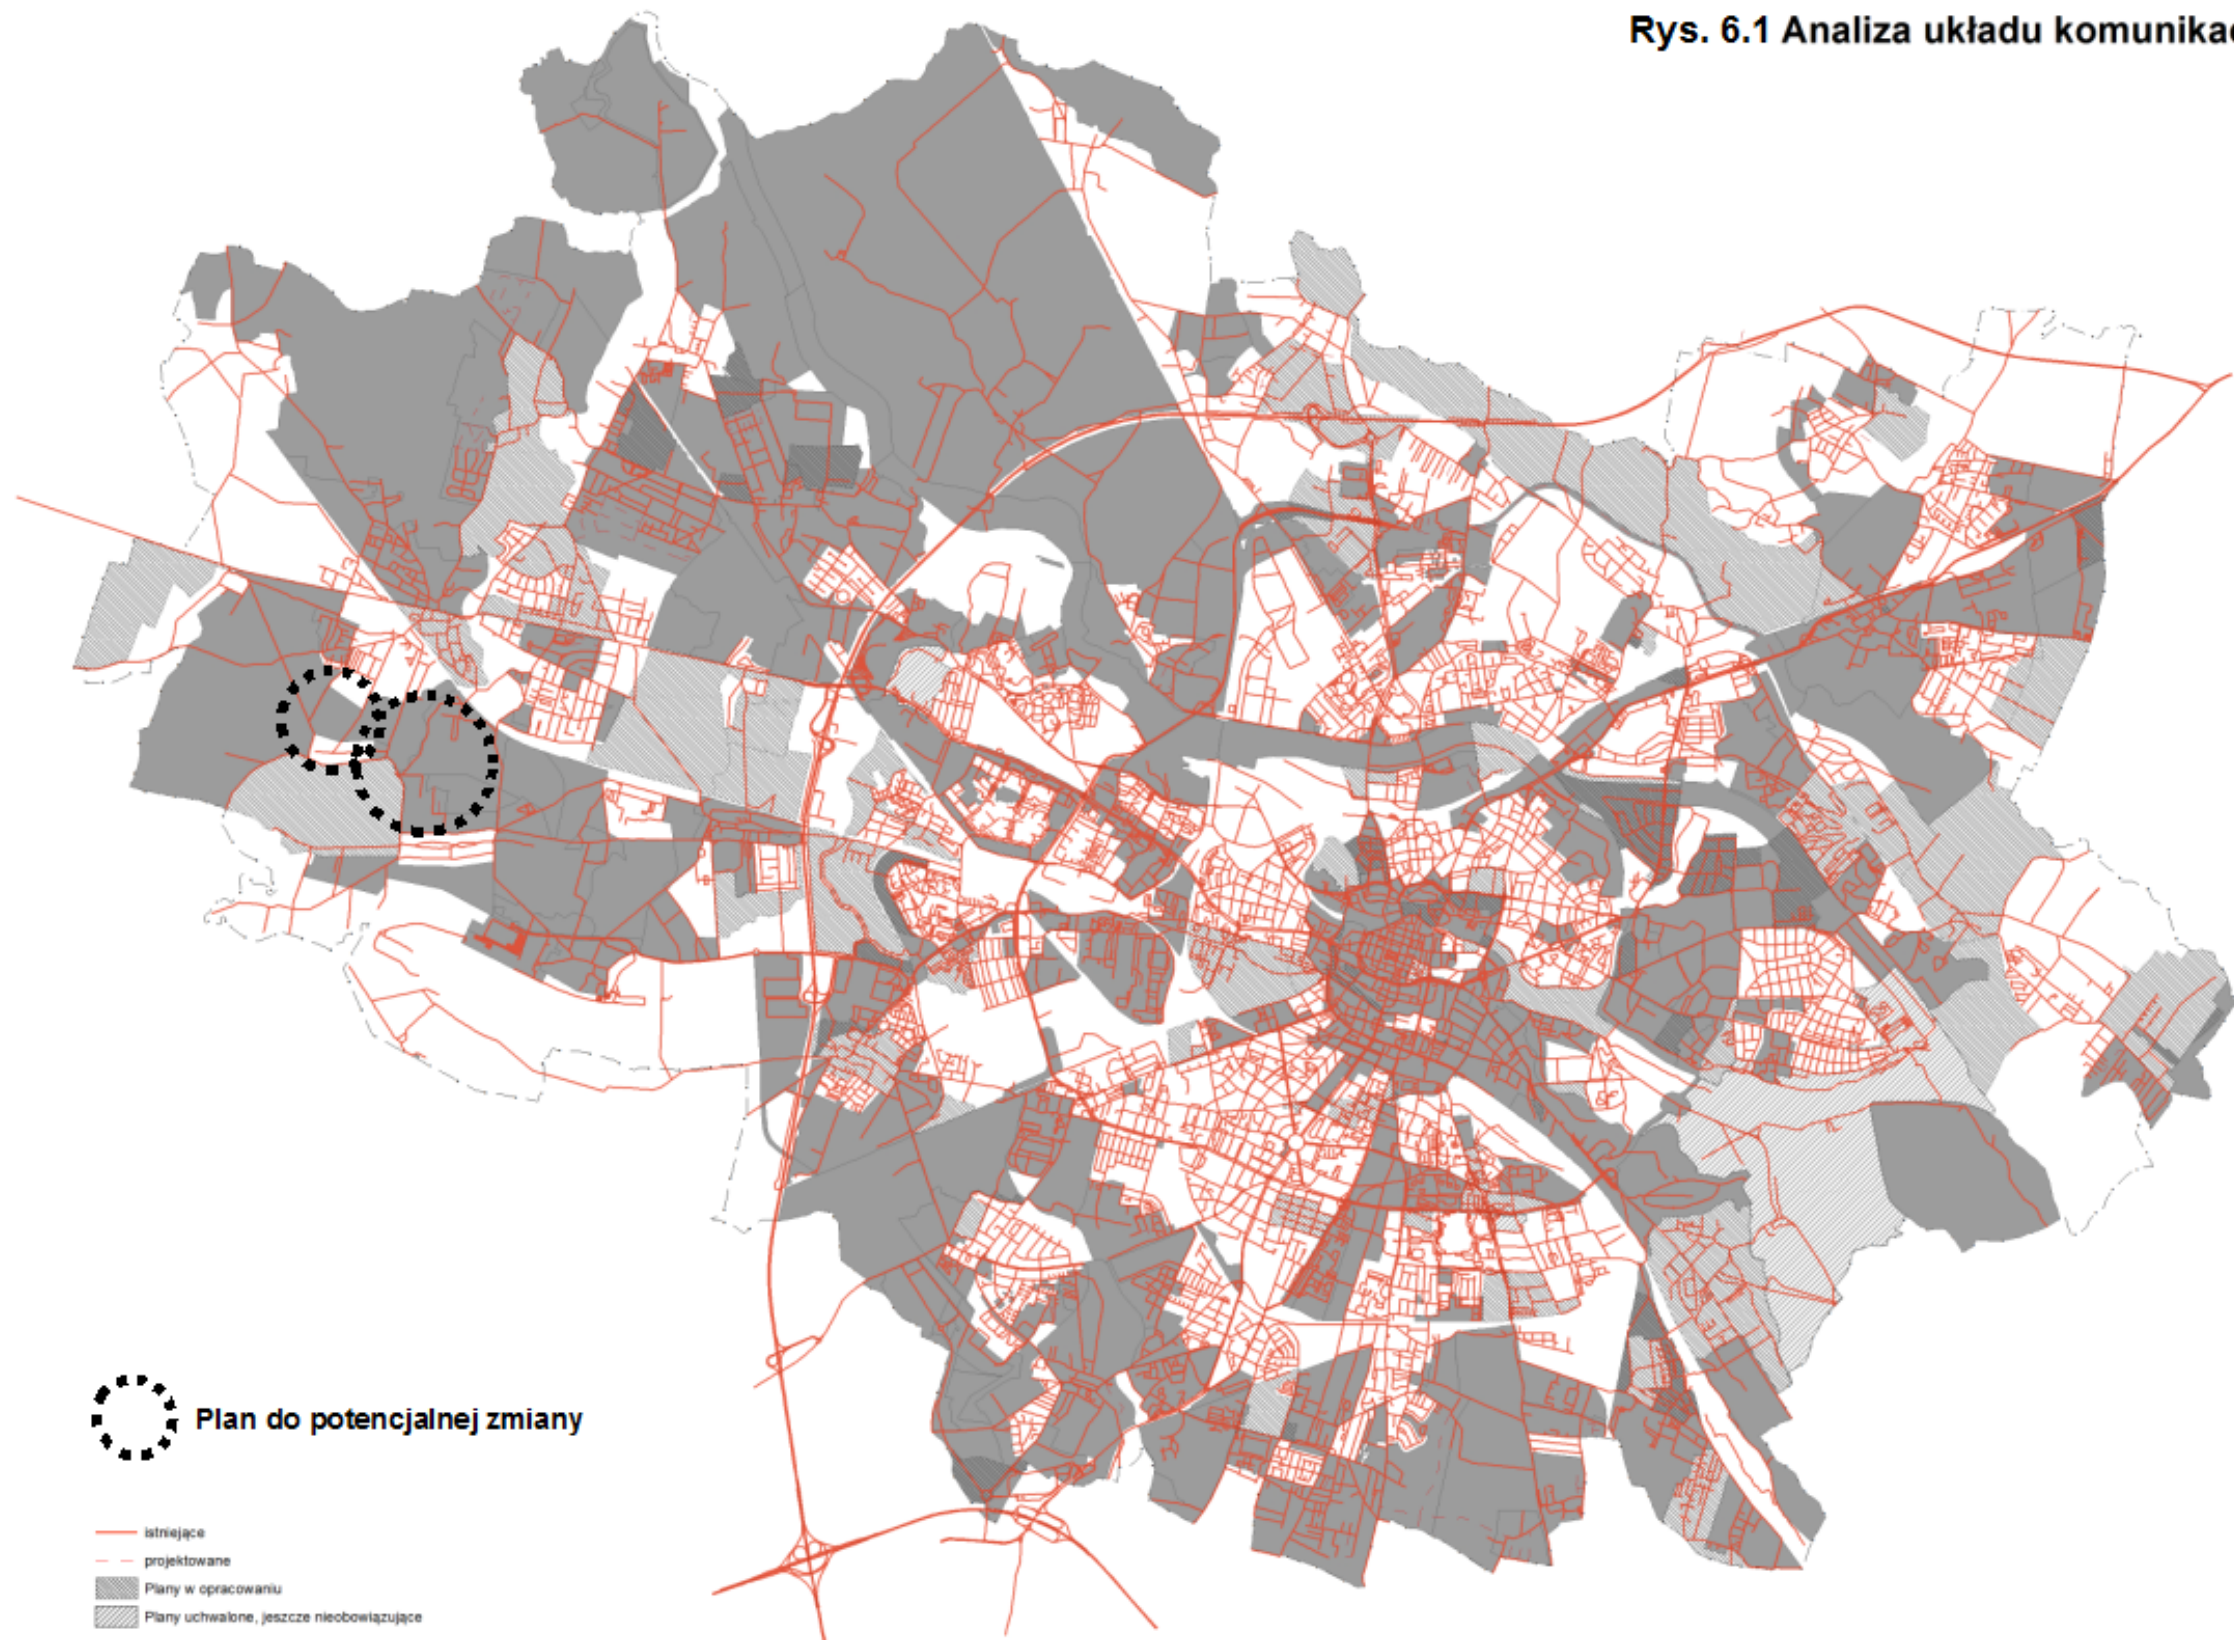 Rys. 6.1 Analiza układu komunikac
Plan do potencjalnej zmiany
istniejące
projektowane
Plany w opracowaniu
Plany uchwalone, jeszcze nieobowiązujące